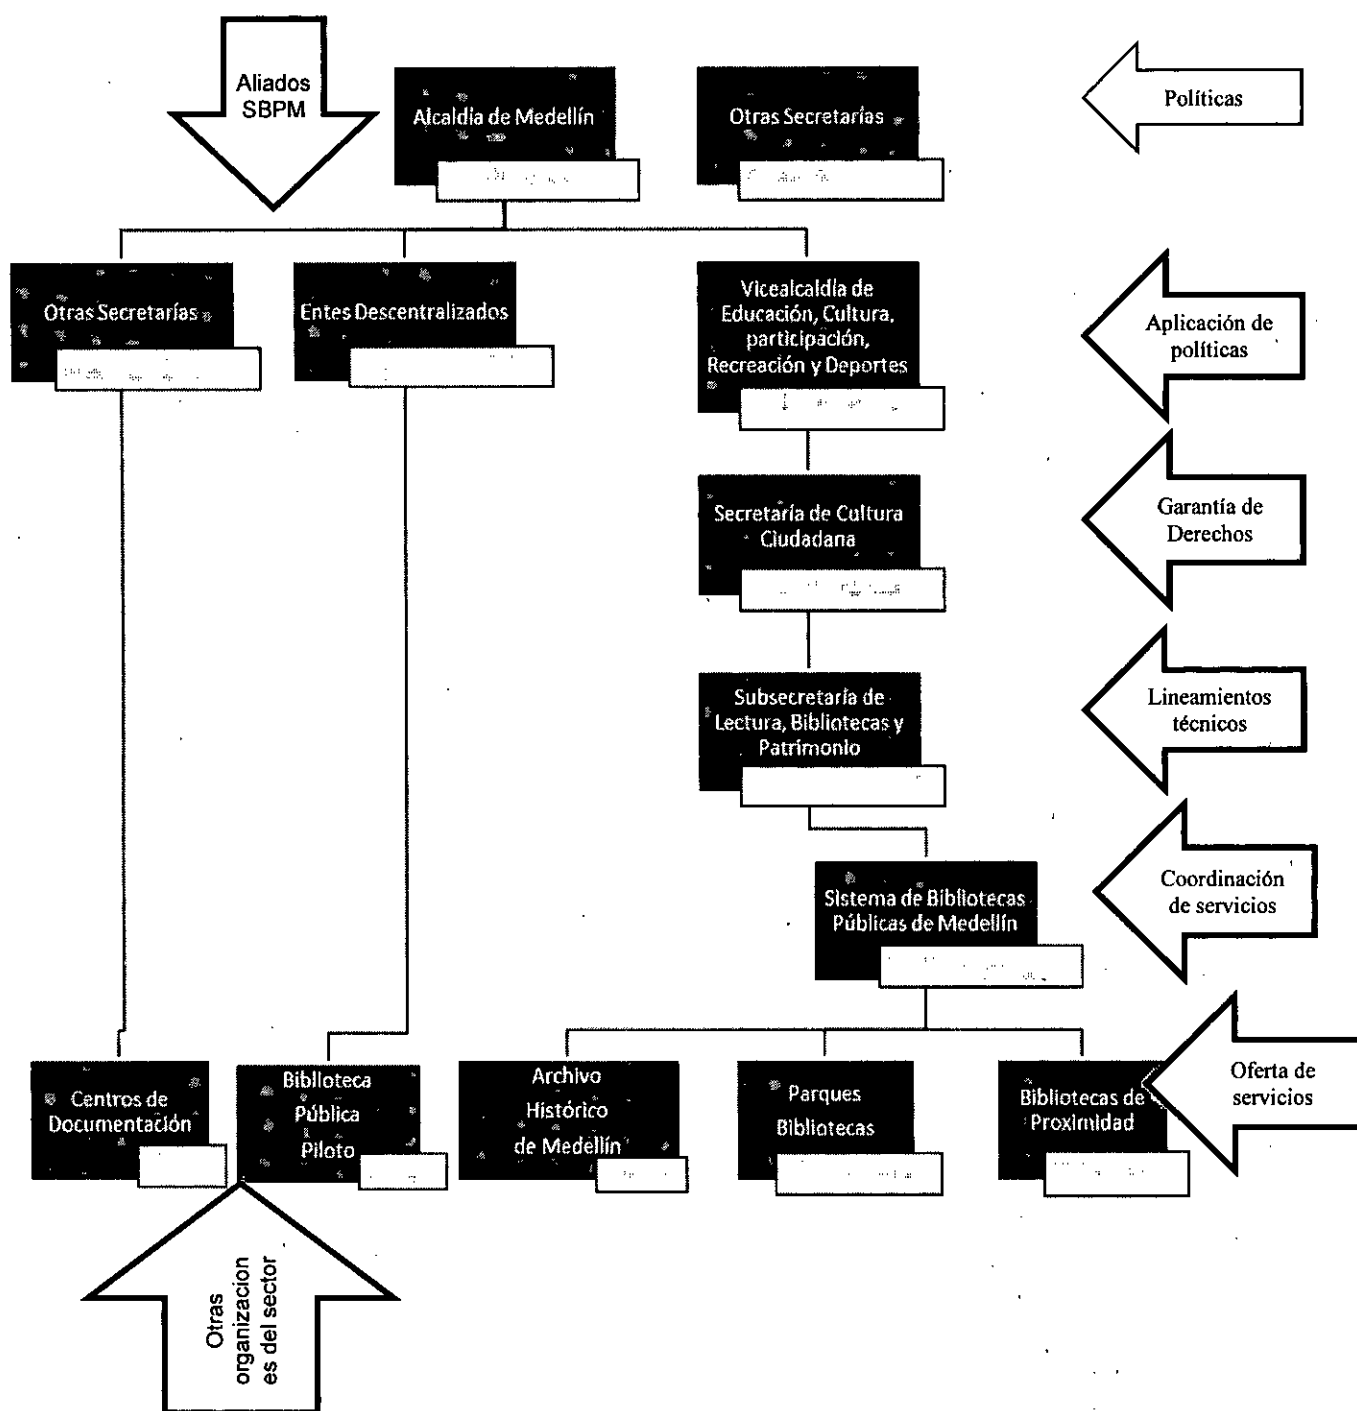 Aliados
SBPM
Alcaldía de Medellín
Otras Secretarías
Políticas
Otras Secretarías
Entes Descentralizados
Vicealcaldía de
Educación, Cultura,
participación,
Recreación y Deportes
Aplicación de
políticas
Secretaría de Cultura
Ciudadana
Garantía de
Derechos
Subsecretaría de
Lectura, Bibliotecas y
Patrimonio
Lineamientos
técnicos
Sistema de Bibliotecas
Públicas de Medellín
Coordinación
de servicios
Centros de
Documentación
Biblioteca
Pública
Piloto
Archivo
Histórico
de Medellín
Parques
Bibliotecas
Bibliotecas de
Proximidad
Oferta de
servicios
Otras
organizacion
es del sector